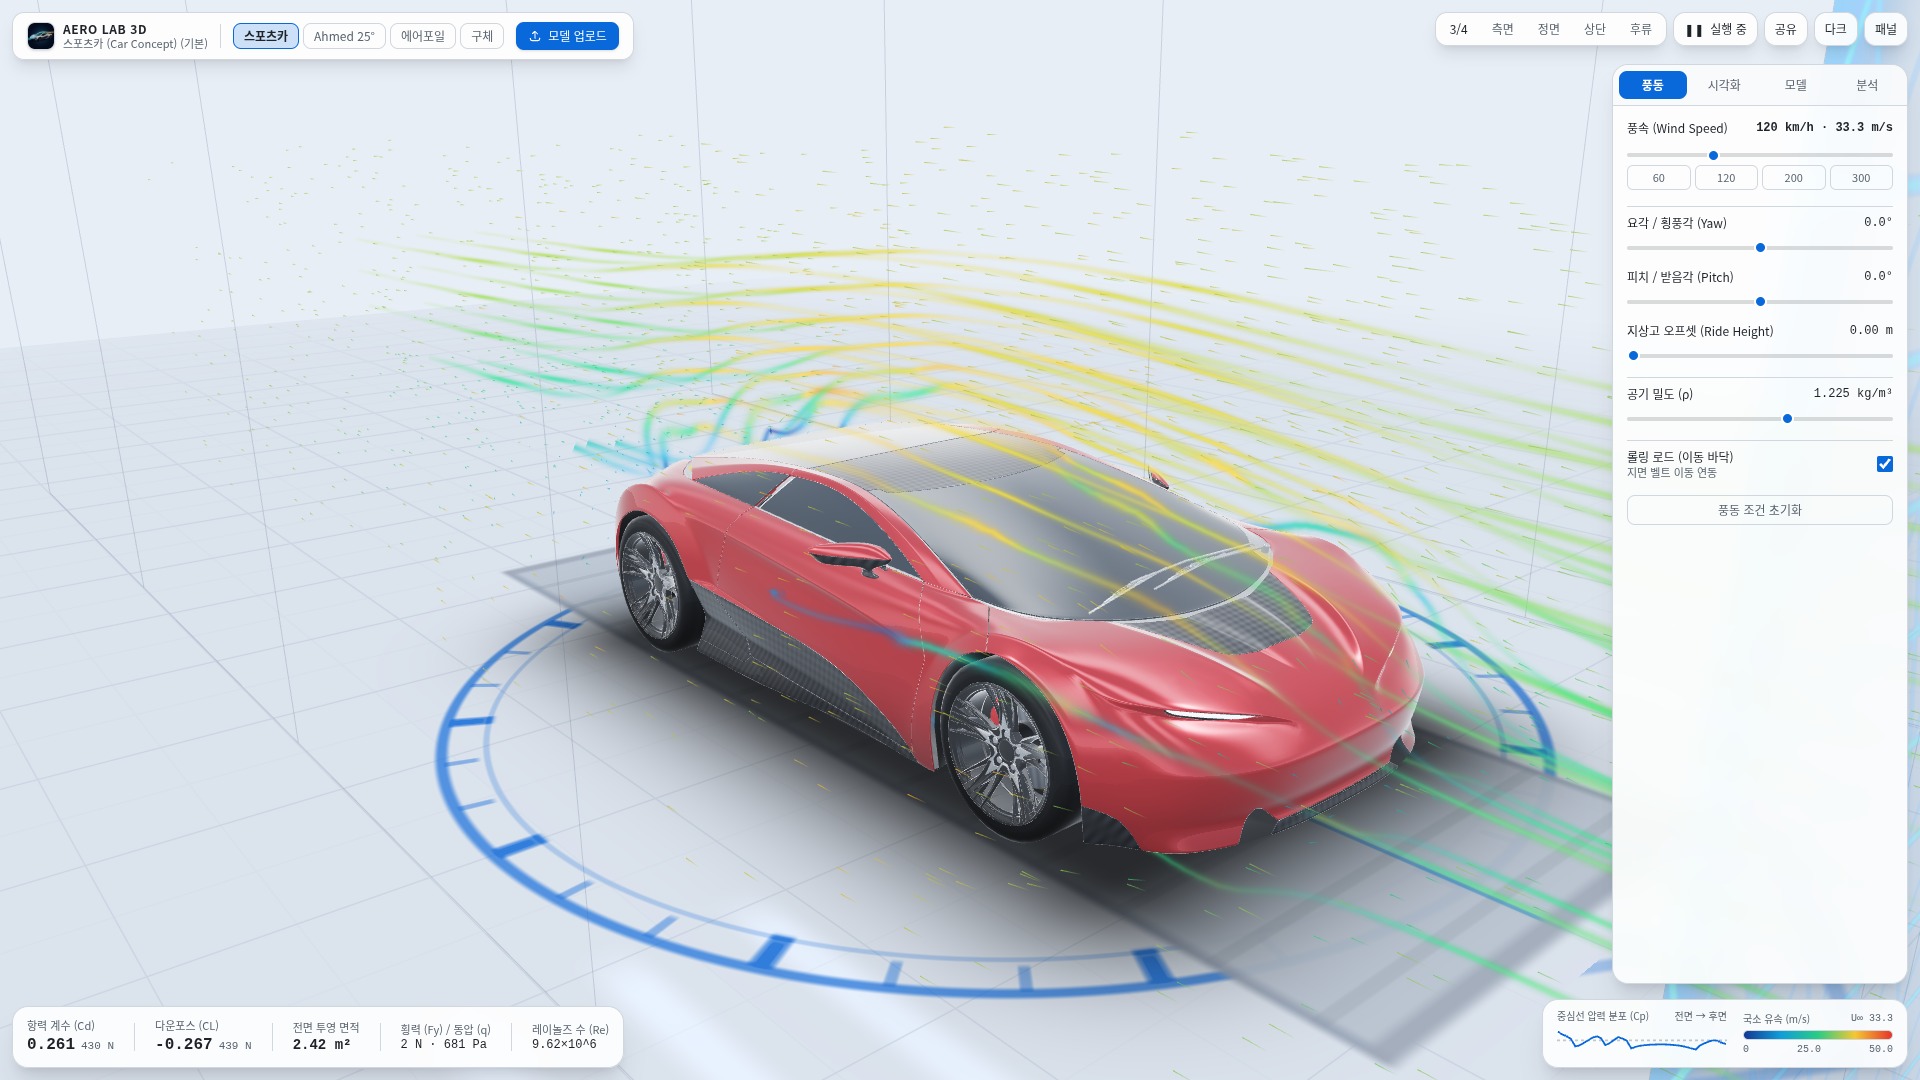 AERO LAB 3D
스포츠카 (Car Concept) (기본)
스포츠카
Ahmed 25°
에어포일
구체
모델 업로드
3/4
측면
정면
상단
후류
❚❚ 실행 중
공유
다크
패널
풍동
시각화
모델
분석
풍속 (Wind Speed)
120 km/h · 33.3 m/s
60
120
200
300
요각 / 횡풍각 (Yaw)
0.0°
피치 / 받음각 (Pitch)
0.0°
지상고 오프셋 (Ride Height)
0.00 m
공기 밀도 (ρ)
1.225 kg/m³
롤링 로드 (이동 바닥)
지면 벨트 이동 연동
풍동 조건 초기화
항력 계수 (Cd)
0.261 430 N
다운포스 (CL)
-0.267 439 N
전면 투영 면적
2.42 m²
횡력 (Fy) / 동압 (q)
2 N · 681 Pa
레이놀즈 수 (Re)
9.62×10^6
중심선 압력 분포 (Cp)
전면 → 후면
국소 유속 (m/s)
U∞ 33.3
0
25.0
50.0